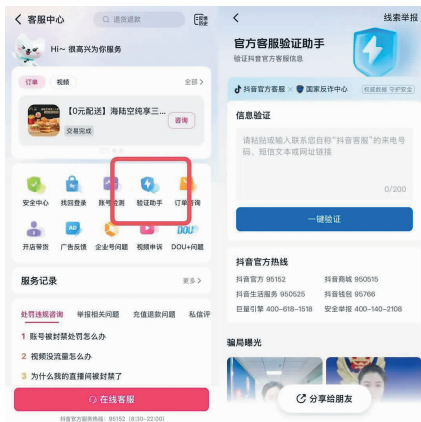 客服中心
退货退款
Hi~ 很高兴为你服务
订单
视频
全部 >
【0元配送】海陆空纯享三...
交易完成
咨询
安全中心
找回登录
账号检测
验证助手
订单咨询
开店带货
广告反馈
企业号问题
视频申诉
DOU+问题
服务记录
更多 >
处罚违规咨询
举报相关问题
充值退款问题
私信评
1 账号被封禁处罚怎么办
2 视频没流量怎么办
3 为什么我的直播间被封禁了
在线客服
抖音官方服务热线: 95152 (8:30-22:00)
线索举报
官方客服验证助手
验证抖音官方客服信息
抖音官方客服 × 国家反诈中心
权威数据 守护安全
信息验证
请粘贴或输入联系您自称“抖音客服”的来电号
码、短信文本或网址链接
0/200
一键验证
抖音官方热线
抖音官方 95152
抖音商城 950515
抖音生活服务 950525
抖音钱包 95766
巨量引擎 400-618-1518
安全举报 400-140-2108
骗局曝光
分享给朋友